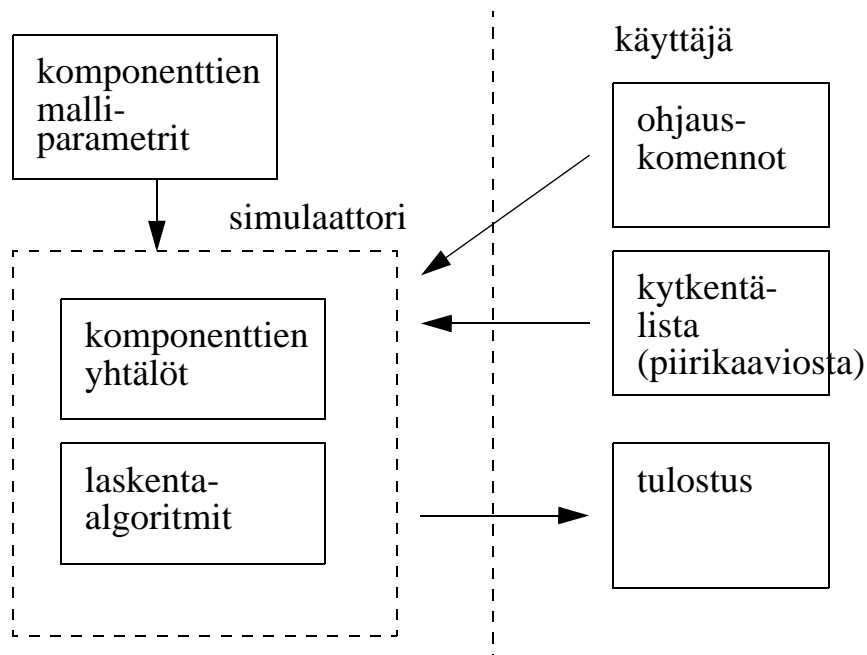 komponenttien
malli-
parametrit
simulaattori
komponenttien
yhtälöt
laskenta-
algoritmit
käyttäjä
ohjaus-
komennot
kytkentä-
lista
(piirikaaviosta)
tulostus